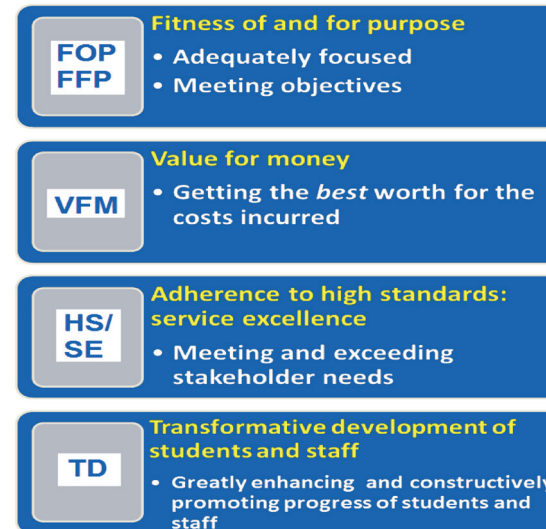 FOP
FFP
Fitness of and for purpose
• Adequately focused
• Meeting objectives
VFM
Value for money
• Getting the best worth for the
costs incurred
HS/
SE
Adherence to high standards:
service excellence
• Meeting and exceeding
stakeholder needs
TD
Transformative development of
students and staff
• Greatly enhancing and constructively
promoting progress of students and
staff